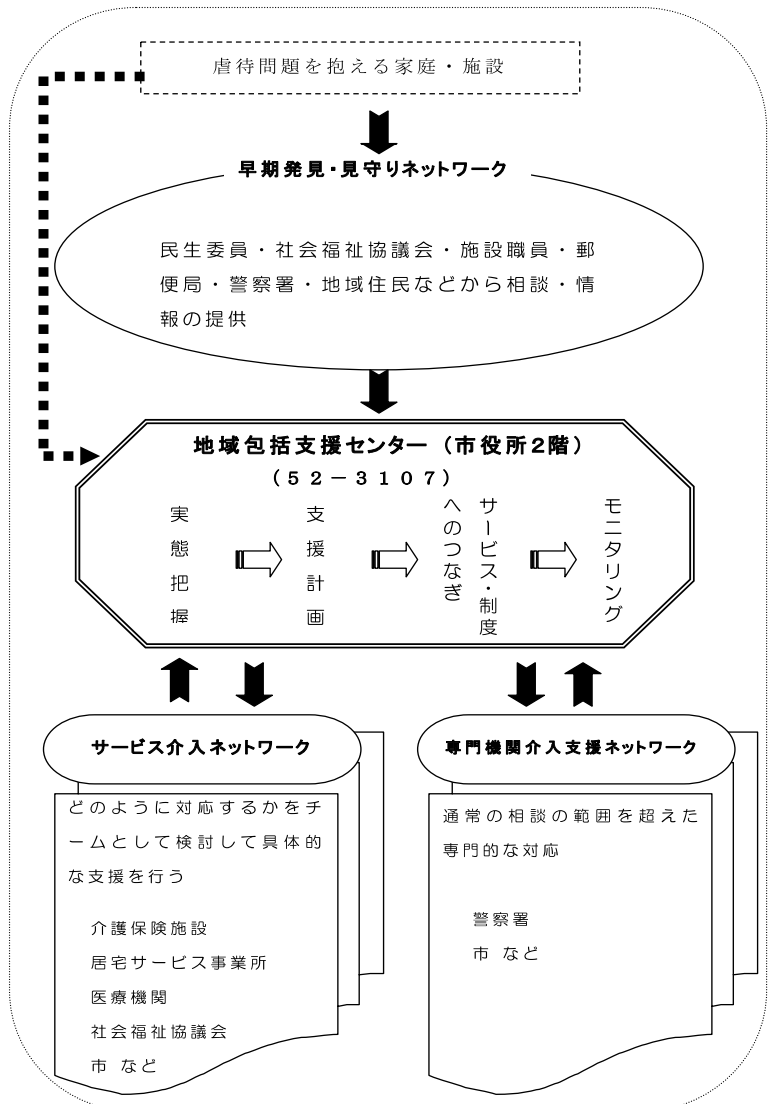 虐待問題を抱える家庭・施設
早期発見・見守りネットワーク
民生委員・社会福祉協議会・施設職員・郵
便局・警察署・地域住民などから相談・情
報の提供
地域包括支援センター（市役所２階）
（５２－３１０７）
実態把握
支援計画
サービス・制度
へのつなぎ
モニタリング
サービス介入ネットワーク
どのように対応するかをチ
ームとして検討して具体的
な支援を行う
介護保険施設
居宅サービス事業所
医療機関
社会福祉協議会
市 など
専門機関介入支援ネットワーク
通常の相談の範囲を超えた
専門的な対応
警察署
市 など